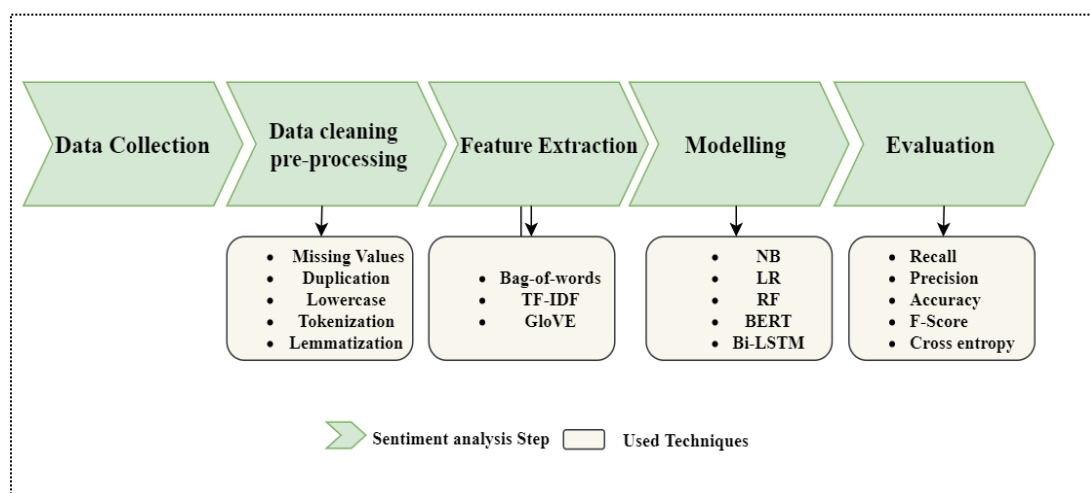 Data Collection
Data cleaning
pre-processing
Feature Extraction
Modelling
Evaluation
• Missing Values
• Duplication
• Lowercase
• Tokenization
• Lemmatization
• Bag-of-words
• TF-IDF
• GloVE
• NB
• LR
• RF
• BERT
• Bi-LSTM
• Recall
• Precision
• Accuracy
• F-Score
• Cross entropy
Sentiment analysis Step
Used Techniques